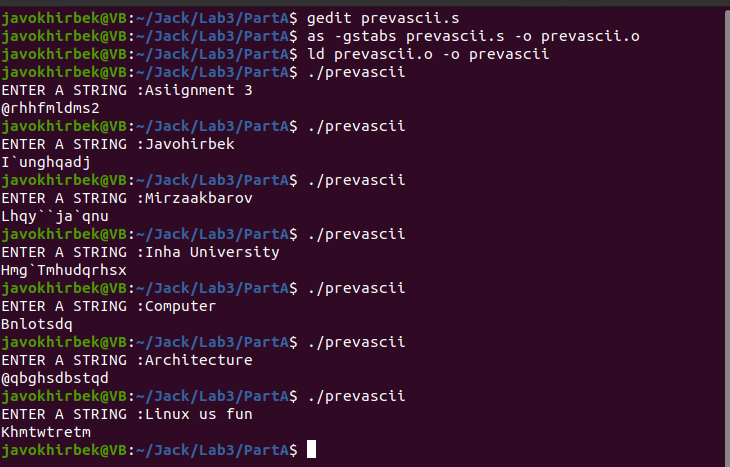 javokhirbek@VB:~/Jack/Lab3/PartA$ gedit prevascii.s
javokhirbek@VB:~/Jack/Lab3/PartA$ as -gstabs prevascii.s -o prevascii.o
javokhirbek@VB:~/Jack/Lab3/PartA$ ld prevascii.o -o prevascii
javokhirbek@VB:~/Jack/Lab3/PartA$ ./prevascii
ENTER A STRING :Asiignment 3
@rhhfmldms2
javokhirbek@VB:~/Jack/Lab3/PartA$ ./prevascii
ENTER A STRING :Javohirbek
I`unghqadj
javokhirbek@VB:~/Jack/Lab3/PartA$ ./prevascii
ENTER A STRING :Mirzaakbarov
Lhqy``ja`qnu
javokhirbek@VB:~/Jack/Lab3/PartA$ ./prevascii
ENTER A STRING :Inha University
Hmg`Tmhudqrhsx
javokhirbek@VB:~/Jack/Lab3/PartA$ ./prevascii
ENTER A STRING :Computer
Bnlotsdq
javokhirbek@VB:~/Jack/Lab3/PartA$ ./prevascii
ENTER A STRING :Architecture
@qbghsdbstqd
javokhirbek@VB:~/Jack/Lab3/PartA$ ./prevascii
ENTER A STRING :Linux us fun
Khmtwtretm
javokhirbek@VB:~/Jack/Lab3/PartA$